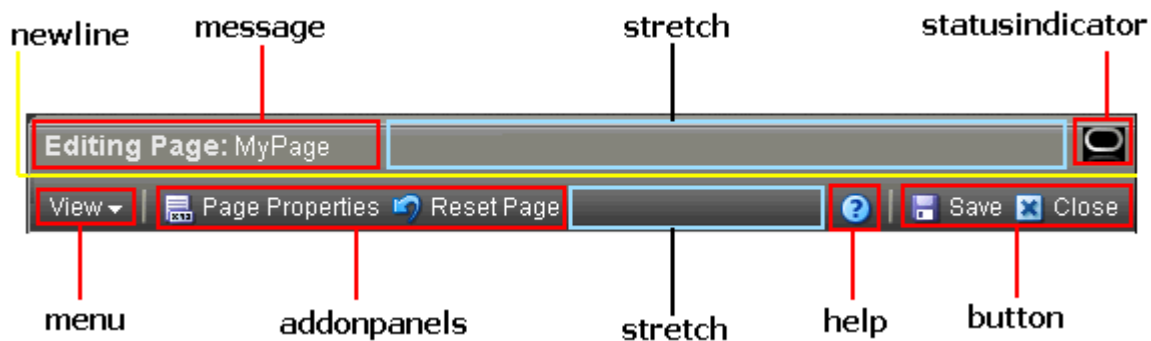 newline message stretch statusindicator
Editing Page: MyPage
View Page Properties Reset Page ? Save Close
menu addonpanels stretch help button